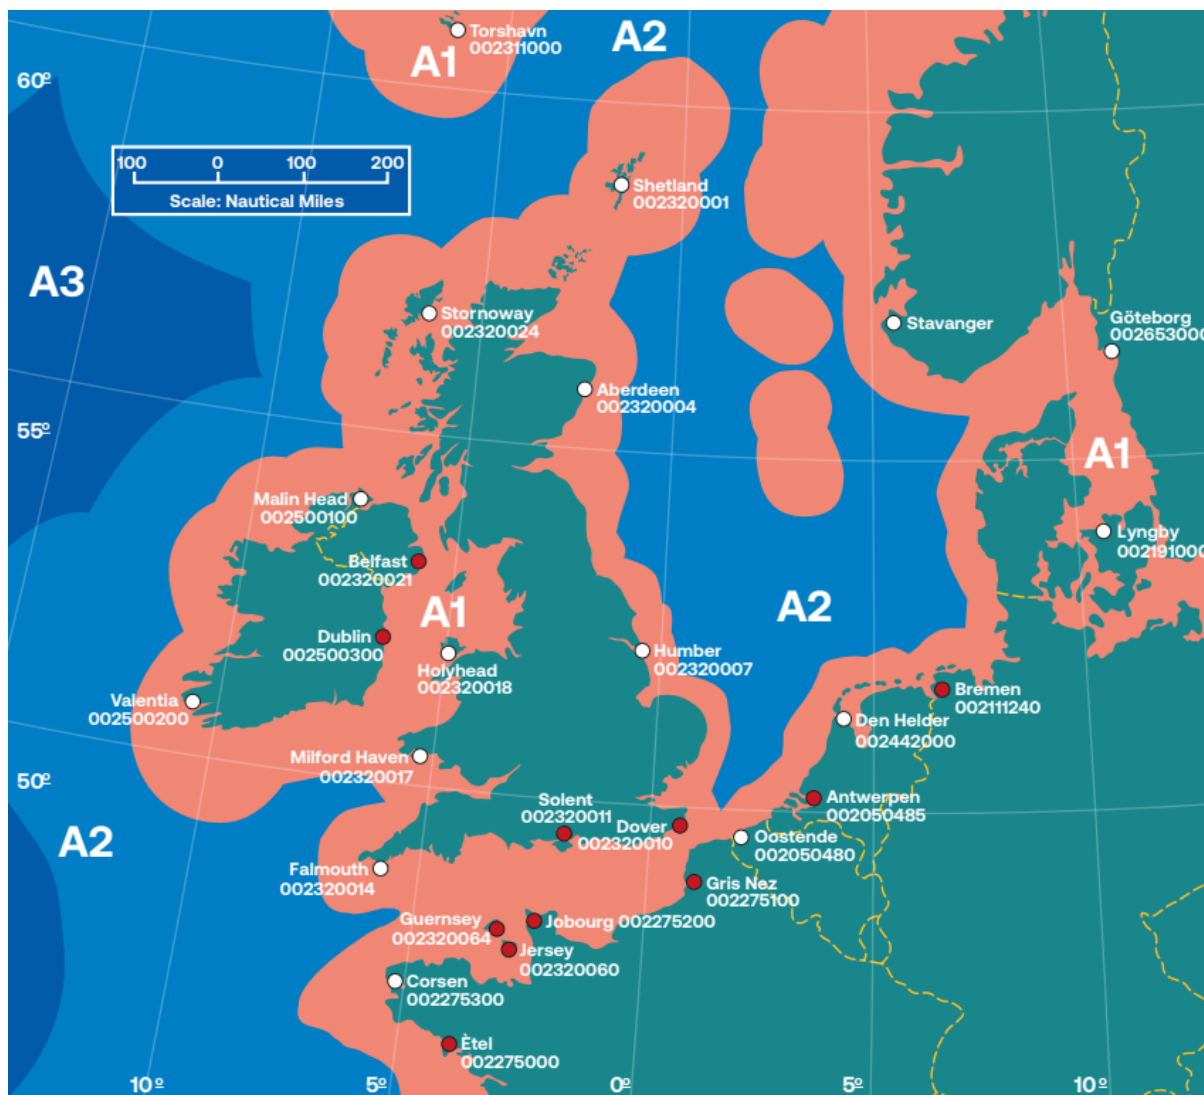 Torshavn
002311000
A2
A1
60º
100 0 100 200
Scale: Nautical Miles
Shetland
002320001
A3
Stornoway
002320024
Stavanger
Göteborg
002653000
Aberdeen
002320004
55º
A1
Malin Head
002500100
Lyngby
002191000
Belfast
002320021
A1
A2
Dublin
002500300
Holyhead
002320018
Humber
002320007
Valentia
002500200
Bremen
002111240
Den Helder
002442000
Milford Haven
002320017
50º
Antwerpen
002050485
Solent
002320011
Dover
002320010
Oostende
002050480
A2
Falmouth
002320014
Gris Nez
002275100
Guernsey
002320064
Jobourg 002275200
Jersey
002320060
Corsen
002275300
Ètel
002275000
10º 5º 0º 5º 10º